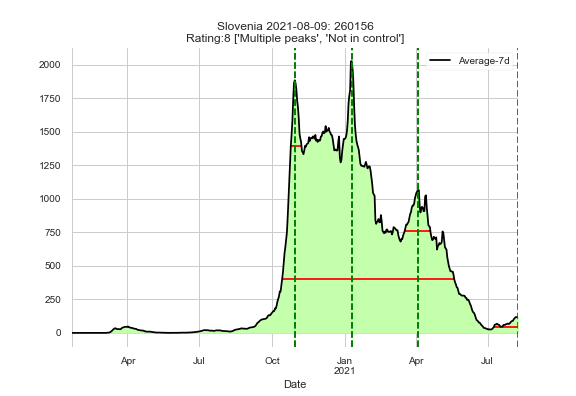 Slovenia 2021-08-09: 260156
Rating:8 ['Multiple peaks', 'Not in control']
Average-7d
2000
1750
1500
1250
1000
750
500
250
0
Apr
Jul
Oct
Jan
2021
Apr
Jul
Date